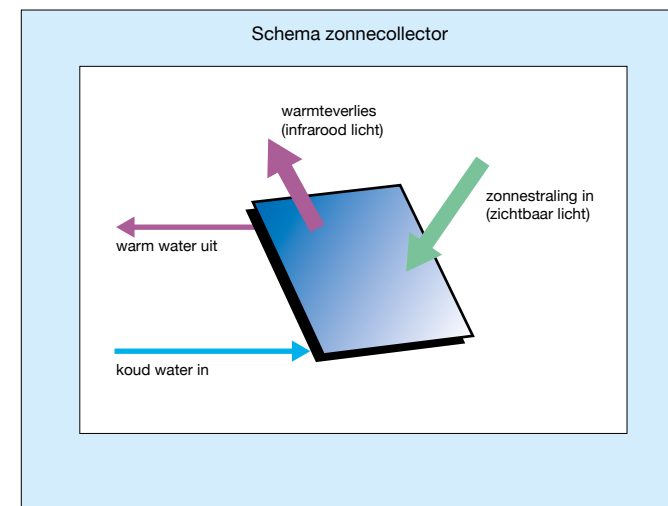 Schema zonnecollector
warmteverlies
(infrarood licht)
zonnestraling in
(zichtbaar licht)
warm water uit
koud water in